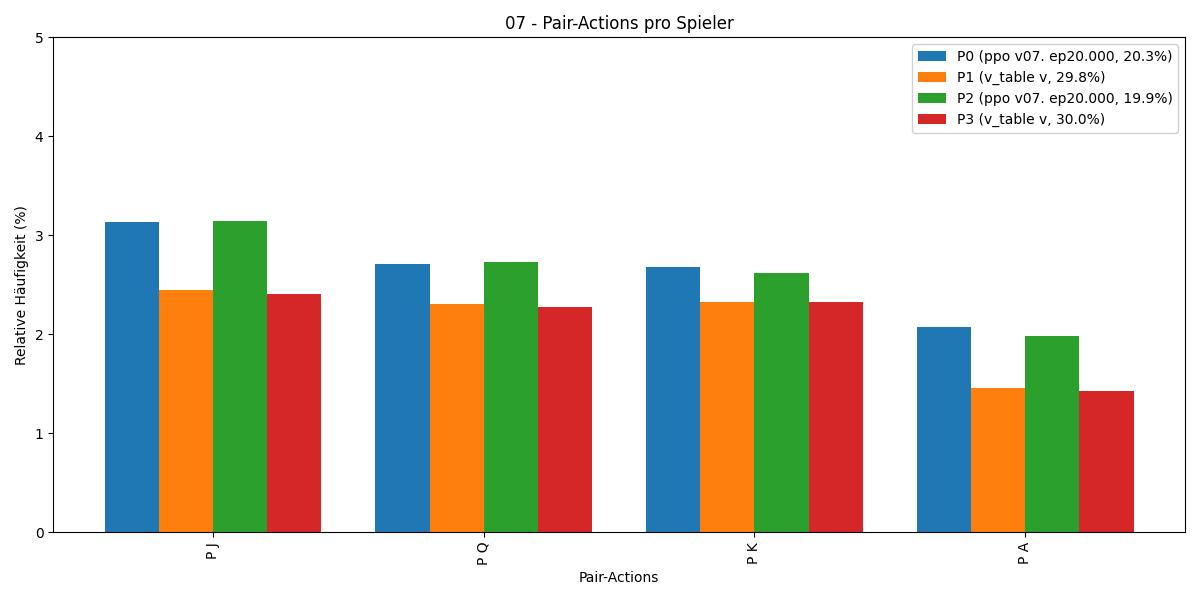 07 - Pair-Actions pro Spieler
P0 (ppo v07. ep20.000, 20.3%)
P1 (v_table v, 29.8%)
P2 (ppo v07. ep20.000, 19.9%)
P3 (v_table v, 30.0%)
Relative Häufigkeit (%)
5
4
3
2
1
0
P J
P Q
P K
P A
Pair-Actions